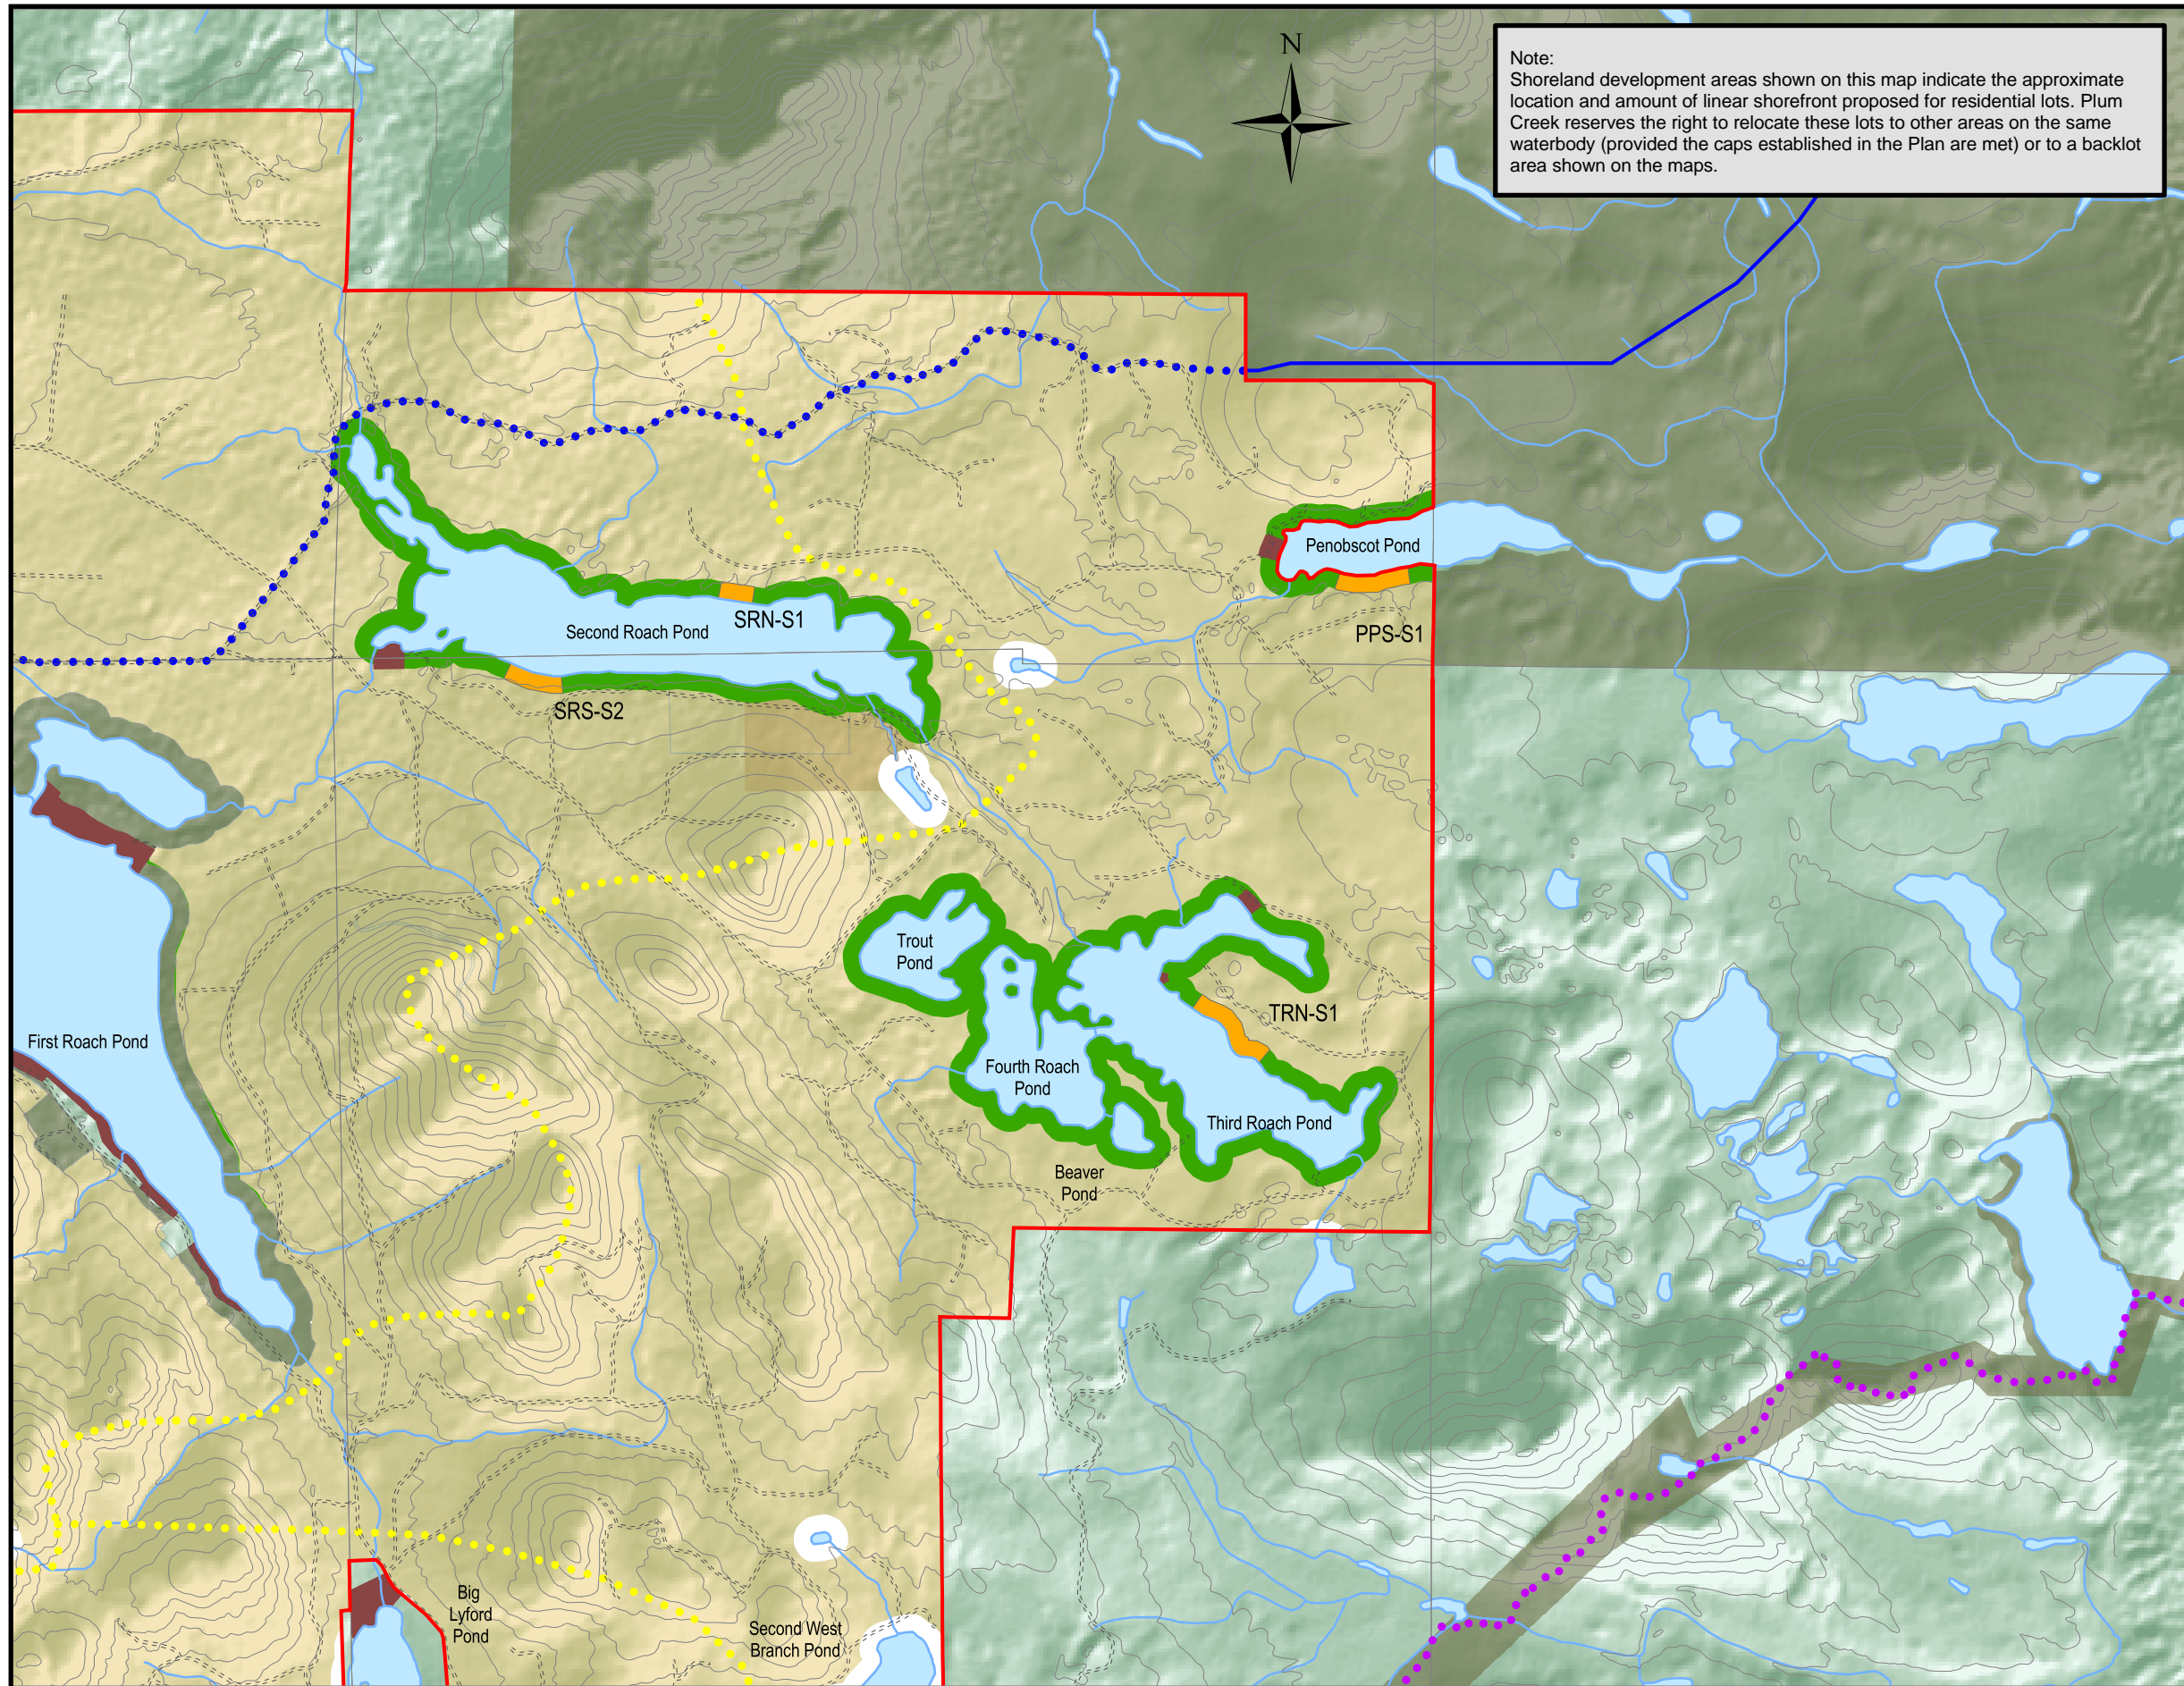 N
Note:
Shoreland development areas shown on this map indicate the approximate
location and amount of linear shorefront proposed for residential lots. Plum
Creek reserves the right to relocate these lots to other areas on the same
waterbody (provided the caps established in the Plan are met) or to a backlot
area shown on the maps.
Penobscot Pond
SRN-S1
Second Roach Pond
PPS-S1
SRS-S2
Trout
Pond
TRN-S1
First Roach Pond
Fourth Roach
Pond
Third Roach Pond
Beaver
Pond
Big
Lyford
Pond
Second West
Branch Pond